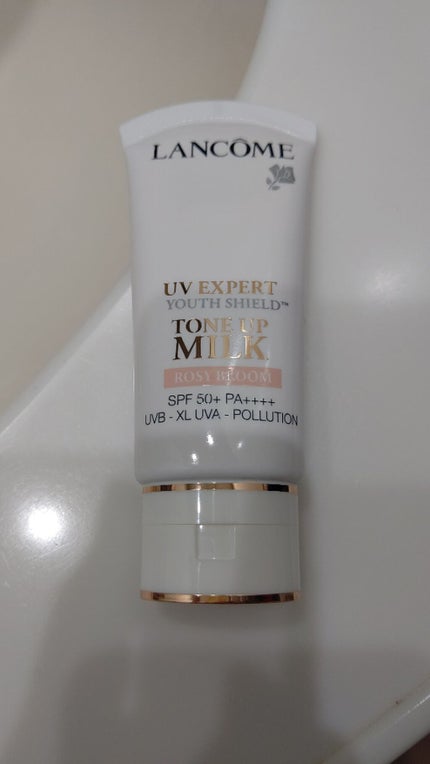 LANCÔME
UV EXPERT
YOUTH SHIELD™
TONE UP
MILK
ROSY BLOOM
SPF 50+ PA++++
UVB - XL UVA - POLLUTION